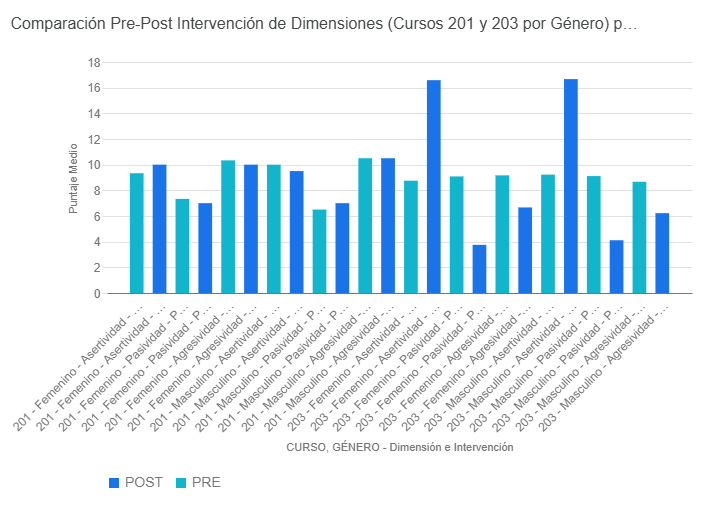 Comparación Pre-Post Intervención de Dimensiones (Cursos 201 y 203 por Género) p...
18
16
14
12
10
8
6
4
2
0
Puntaje Medio
201 - Femenino - Asertividad - ...
201 - Femenino - Asertividad - ...
201 - Femenino - Pasividad - P...
201 - Femenino - Pasividad - P...
201 - Femenino - Agresividad - ...
201 - Femenino - Agresividad - ...
201 - Masculino - Asertividad - ...
201 - Masculino - Asertividad - ...
201 - Masculino - Pasividad - P...
201 - Masculino - Pasividad - P...
201 - Masculino - Agresividad - ...
201 - Masculino - Agresividad - ...
203 - Femenino - Asertividad - ...
203 - Femenino - Asertividad - ...
203 - Femenino - Pasividad - P...
203 - Femenino - Pasividad - P...
203 - Femenino - Agresividad - ...
203 - Femenino - Agresividad - ...
203 - Masculino - Asertividad - ...
203 - Masculino - Asertividad - ...
203 - Masculino - Pasividad - P...
203 - Masculino - Pasividad - P...
203 - Masculino - Agresividad - ...
203 - Masculino - Agresividad - ...
CURSO, GÉNERO - Dimensión e Intervención
POST
PRE